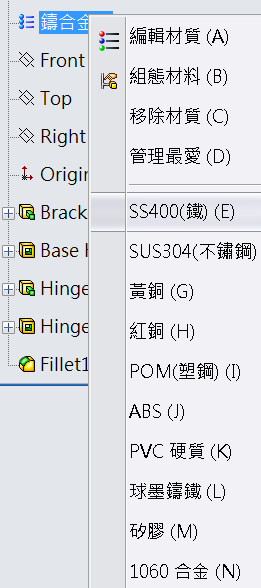 鑄合金
編輯材質 (A)
Front
組態材料 (B)
Top
移除材質 (C)
Right
管理最愛 (D)
Origin
SS400(鐵) (E)
Brack
SUS304(不鏽鋼)
Base
黃銅 (G)
Hinge
紅銅 (H)
Hinge
POM(塑鋼) (I)
Fillet1
ABS (J)
PVC 硬質 (K)
球墨鑄鐵 (L)
矽膠 (M)
1060 合金 (N)